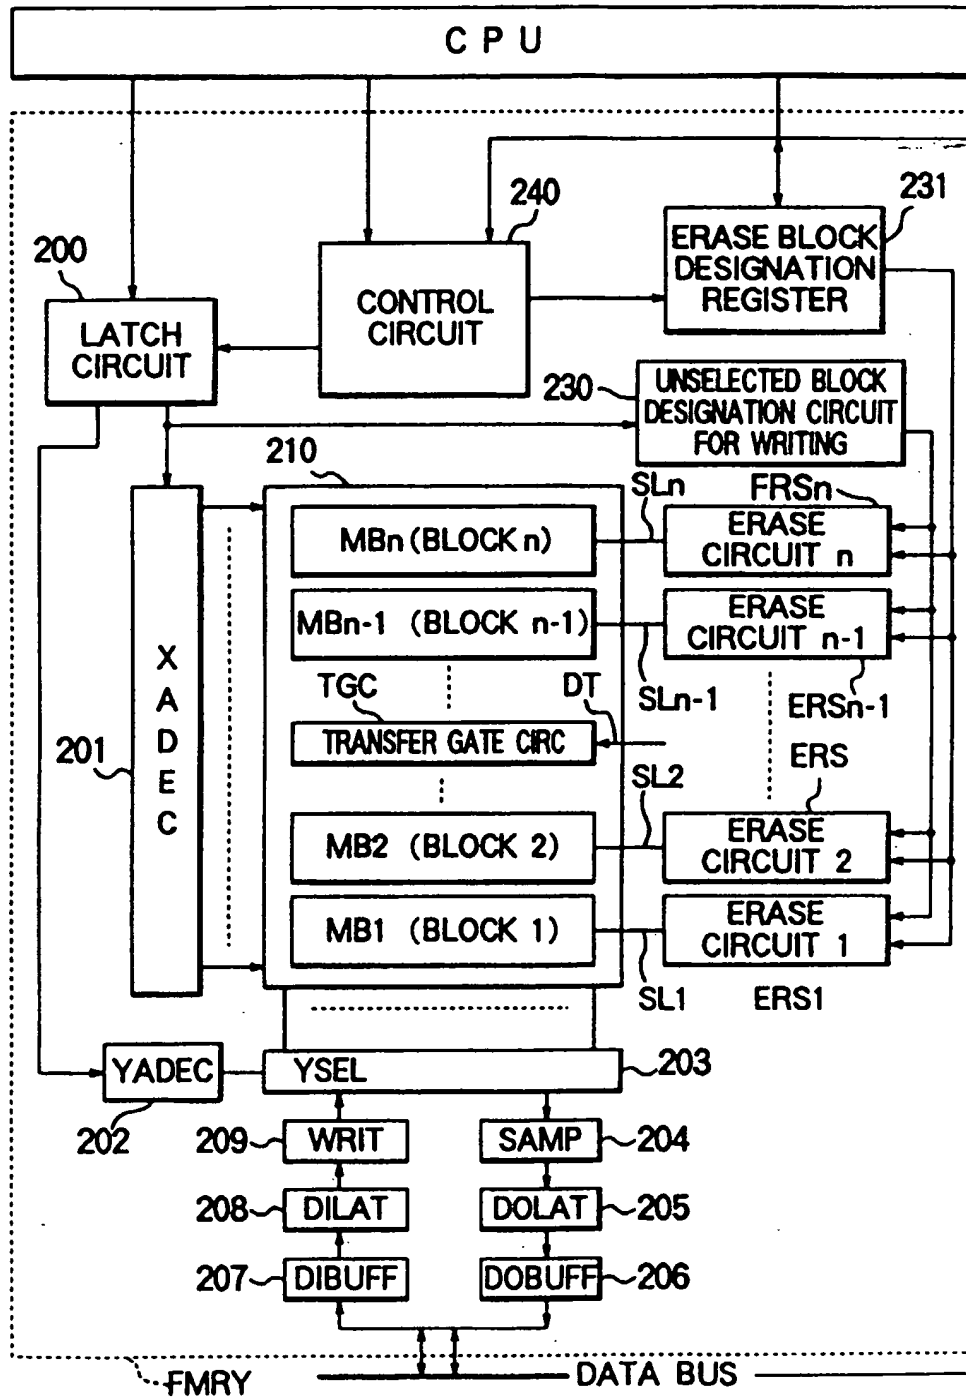 CPU
240
231
200
ERASE BLOCK
DESIGNATION
REGISTER
CONTROL
CIRCUIT
LATCH
CIRCUIT
230
UNSELECTED BLOCK
DESIGNATION CIRCUIT
FOR WRITING
210
SLn
FRSn
MBn (BLOCK n)
ERASE
CIRCUIT n
MBn-1 (BLOCK n-1)
ERASE
CIRCUIT n-1
XADEC
TGC
DT
SLn-1
ERSn-1
201
TRANSFER GATE CIRC
SL2
ERS
MB2 (BLOCK 2)
ERASE
CIRCUIT 2
MB1 (BLOCK 1)
ERASE
CIRCUIT 1
SL1
ERS1
YADEC
YSEL
203
202
209
WRIT
SAMP
204
208
DILAT
DOLAT
205
207
DIBUFF
DOBUFF
206
FMRY
DATA BUS